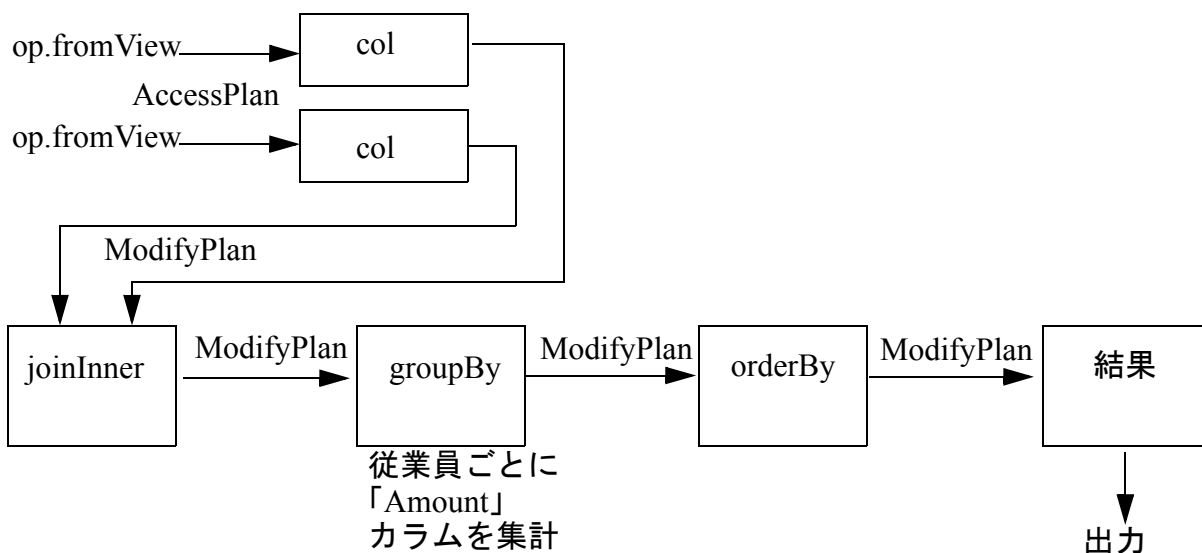 op.fromView
col
AccessPlan
op.fromView
col
ModifyPlan
joinInner
ModifyPlan
groupBy
ModifyPlan
orderBy
ModifyPlan
結果
従業員ごとに
「Amount」
カラムを集計
出力